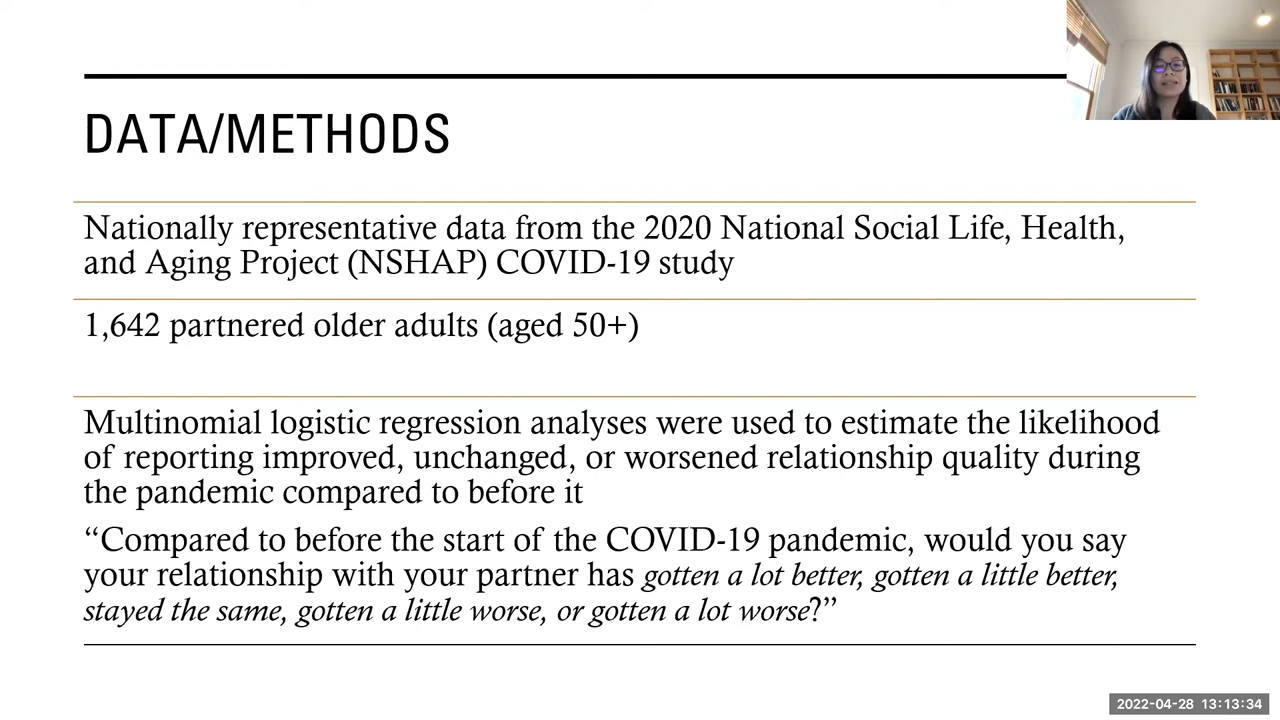 DATA/METHODS
Nationally representative data from the 2020 National Social Life, Health,
and Aging Project (NSHAP) COVID-19 study
1,642 partnered older adults (aged 50+)
Multinomial logistic regression analyses were used to estimate the likelihood
of reporting improved, unchanged, or worsened relationship quality during
the pandemic compared to before it
“Compared to before the start of the COVID-19 pandemic, would you say
your relationship with your partner has gotten a lot better, gotten a little better,
stayed the same, gotten a little worse, or gotten a lot worse?”
2022-04-28 13:13:34